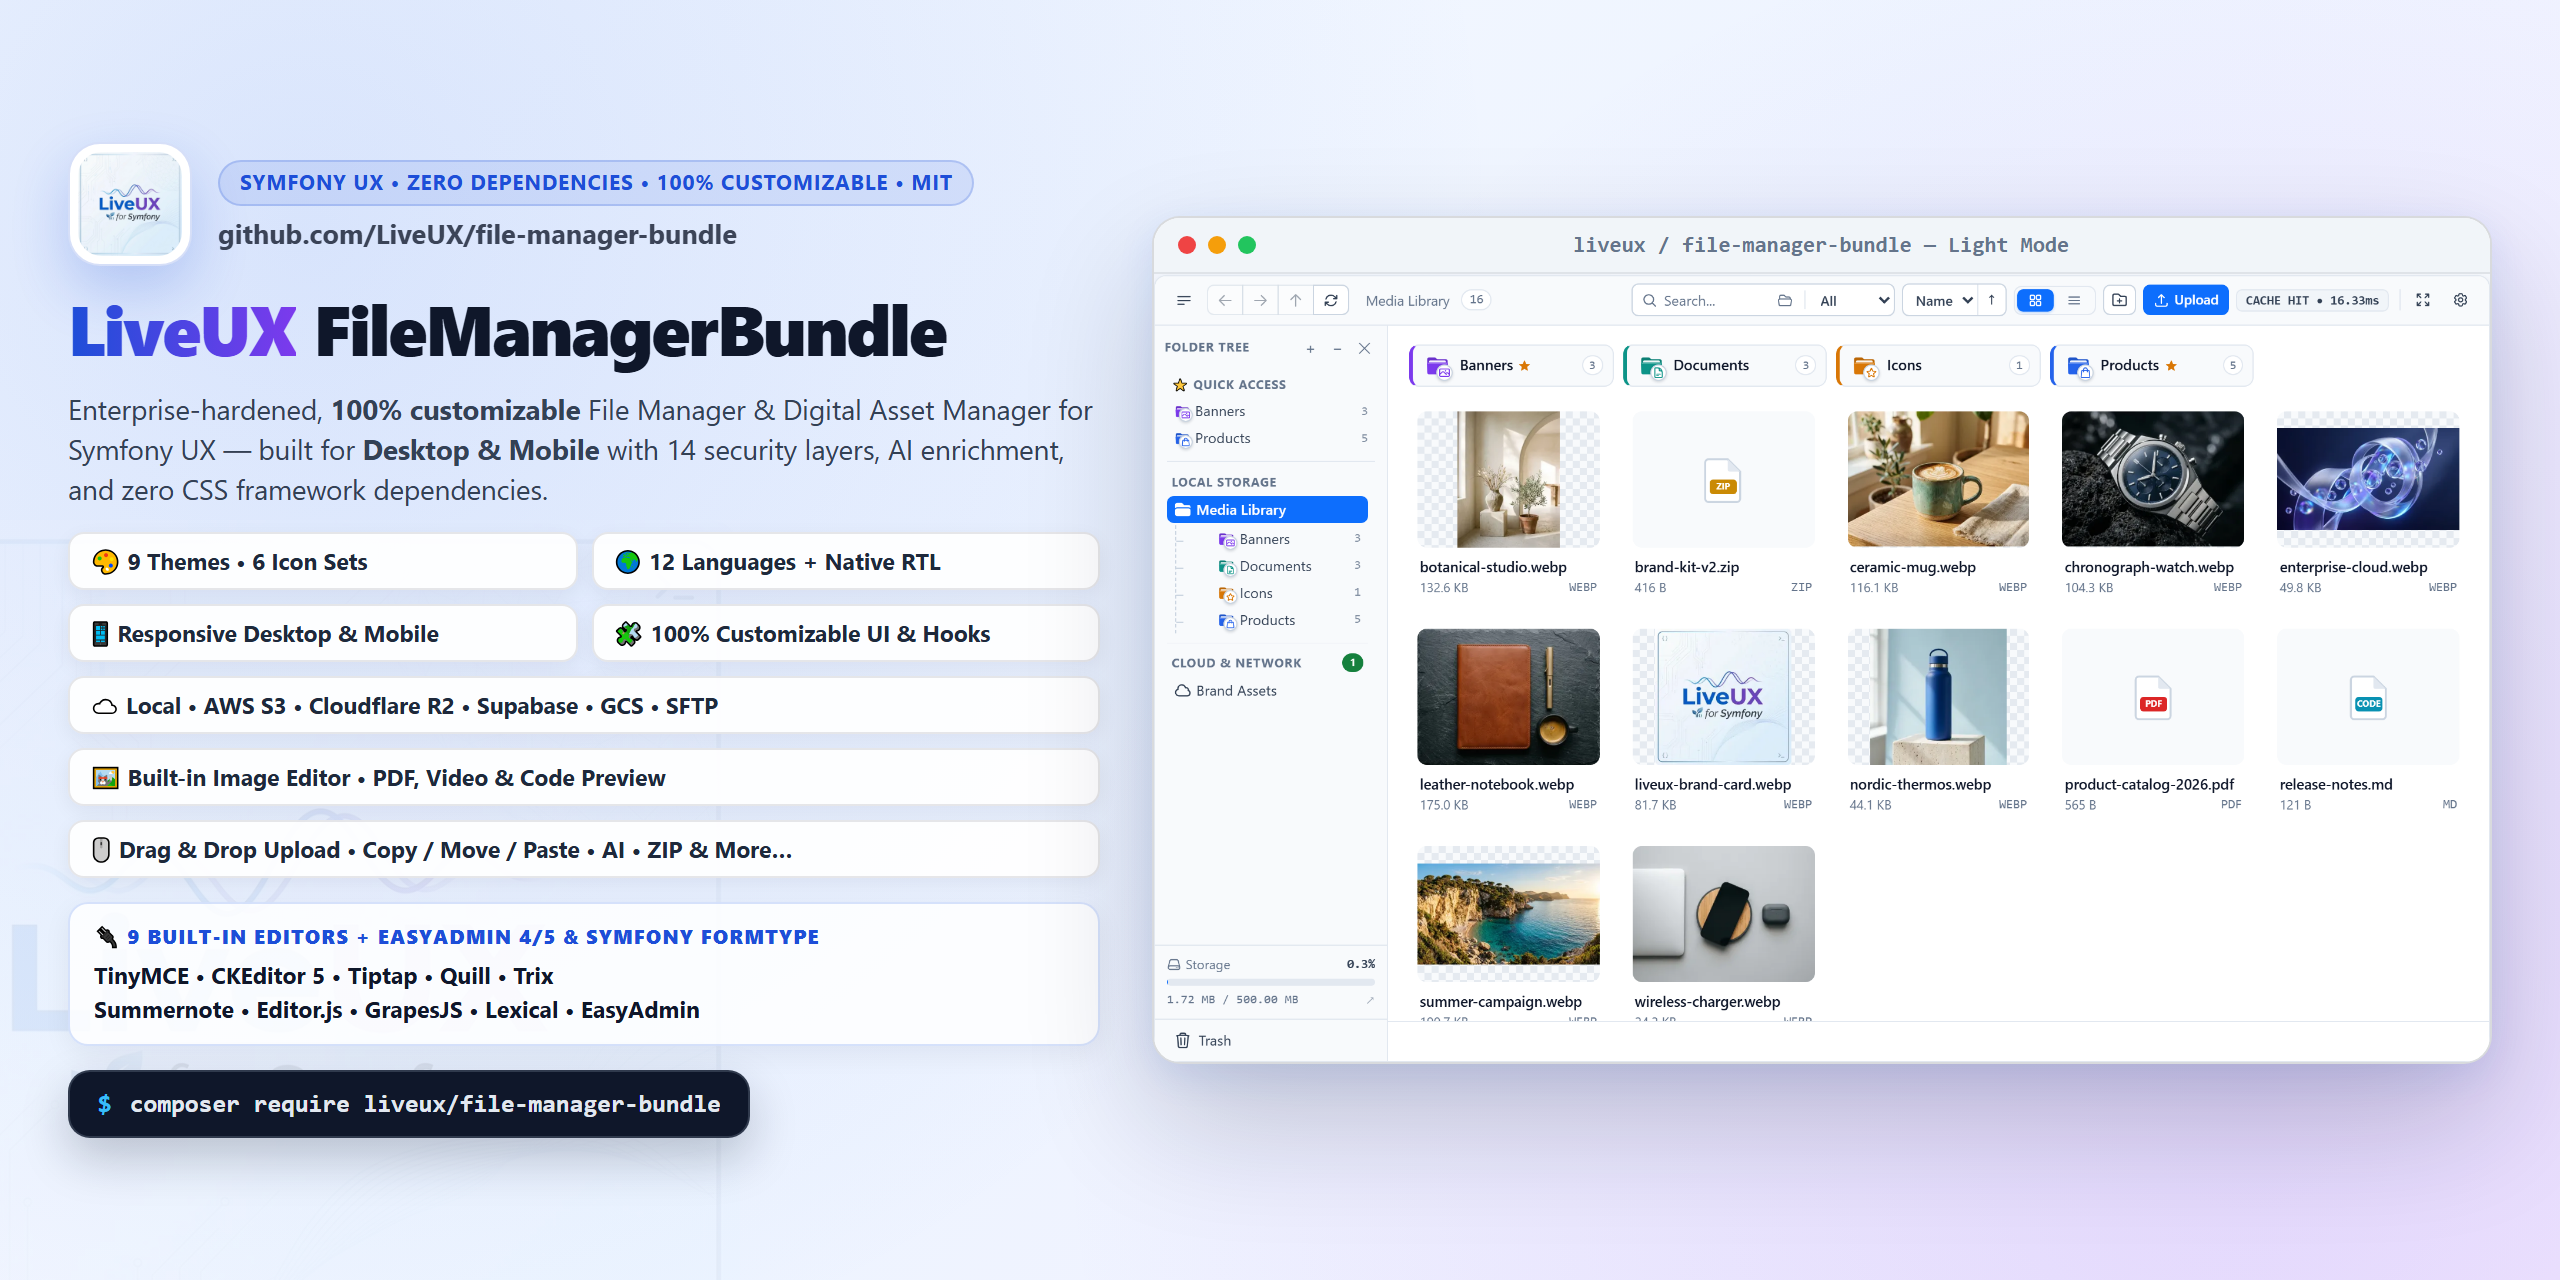 LiveUX
for Symfony
SYMFONY UX • ZERO DEPENDENCIES • 100% CUSTOMIZABLE • MIT
github.com/LiveUX/file-manager-bundle
LiveUX FileManagerBundle
Enterprise-hardened, 100% customizable File Manager & Digital Asset Manager for
Symfony UX — built for Desktop & Mobile with 14 security layers, AI enrichment,
and zero CSS framework dependencies.
9 Themes • 6 Icon Sets
12 Languages + Native RTL
Responsive Desktop & Mobile
100% Customizable UI & Hooks
Local • AWS S3 • Cloudflare R2 • Supabase • GCS • SFTP
Built-in Image Editor • PDF, Video & Code Preview
Drag & Drop Upload • Copy / Move / Paste • AI • ZIP & More...
9 BUILT-IN EDITORS + EASYADMIN 4/5 & SYMFONY FORMTYPE
TinyMCE • CKEditor 5 • Tiptap • Quill • Trix
Summernote • Editor.js • GrapesJS • Lexical • EasyAdmin
$ composer require liveux/file-manager-bundle
liveux / file-manager-bundle — Light Mode
Media Library 16
Search... All Name ↑ Upload CACHE HIT • 16.33ms
FOLDER TREE + −
QUICK ACCESS
Banners 3
Products 5
LOCAL STORAGE
Media Library
Banners 3
Documents 3
Icons 1
Products 5
CLOUD & NETWORK 1
Brand Assets
Storage 0.3%
1.72 MB / 500.00 MB
Trash
Banners 3
Documents 3
Icons 1
Products 5
ZIP
botanical-studio.webp
132.6 KB WEBP
brand-kit-v2.zip
416 B ZIP
ceramic-mug.webp
116.1 KB WEBP
chronograph-watch.webp
104.3 KB WEBP
enterprise-cloud.webp
49.8 KB WEBP
LiveUX
for Symfony
PDF
CODE
leather-notebook.webp
175.0 KB WEBP
liveux-brand-card.webp
81.7 KB WEBP
nordic-thermos.webp
44.1 KB WEBP
product-catalog-2026.pdf
565 B PDF
release-notes.md
121 B MD
summer-campaign.webp
wireless-charger.webp